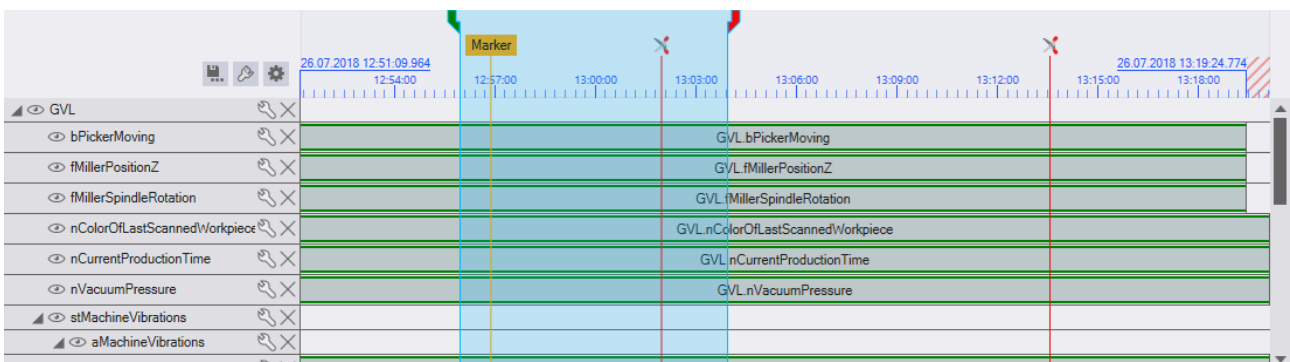 Marker
26.07.2018 12:51:09.964
26.07.2018 13:19:24.774
12:54:00 12:57:00 13:00:00 13:03:00 13:06:00 13:09:00 13:12:00 13:15:00 13:18:00
GVL
bPickerMoving GVL.bPickerMoving
fMillerPositionZ GVL.fMillerPositionZ
fMillerSpindleRotation GVL.fMillerSpindleRotation
nColorOfLastScannedWorkpiece GVL.nColorOfLastScannedWorkpiece
nCurrentProductionTime GVL.nCurrentProductionTime
nVacuumPressure GVL.nVacuumPressure
stMachineVibrations
aMachineVibrations